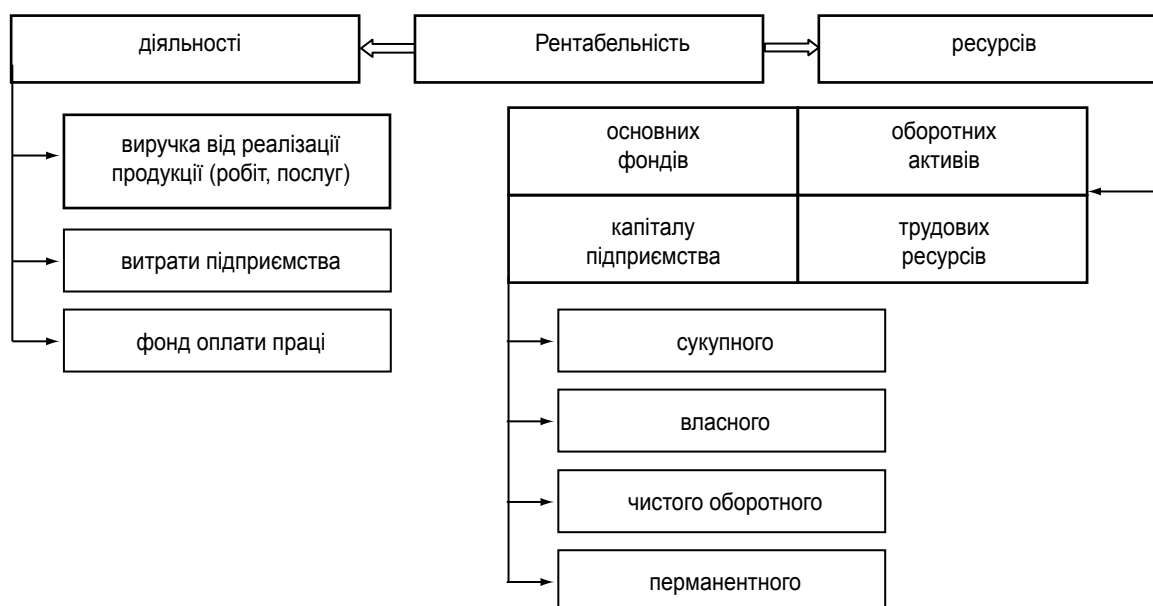 діяльності
Рентабельність
ресурсів
виручка від реалізації
продукції (робіт, послуг)
витрати підприємства
фонд оплати праці
основних
фондів
оборотних
активів
капіталу
підприємства
трудових
ресурсів
сукупного
власного
чистого оборотного
перманентного